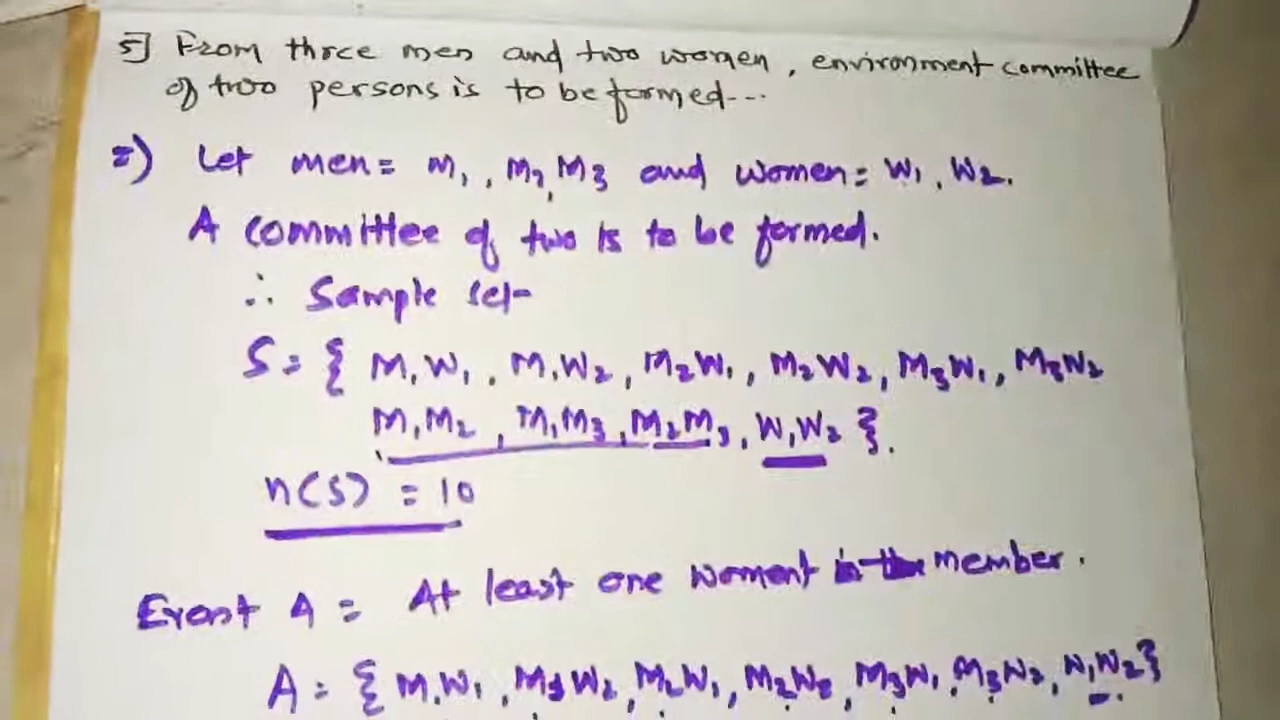 5] From three men and two women, environment committee
of two persons is to be formed...
=) Let men = M₁, M₂, M3 and women = W₁, W₂.
A committee of two is to be formed.
∴ Sample set
S = { M₁W₁, M₁W₂, M₂W₁, M₂W₂, M₃W₁, M₃W₂
M₁M₂, M₁M₃, M₂M₃, W₁W₂ }.
n(S) = 10
Event A = At least one woment member.
A = { M₁W₁, M₁W₂, M₂W₁, M₂W₂, M₃W₁, M₃W₂, W₁W₂ }